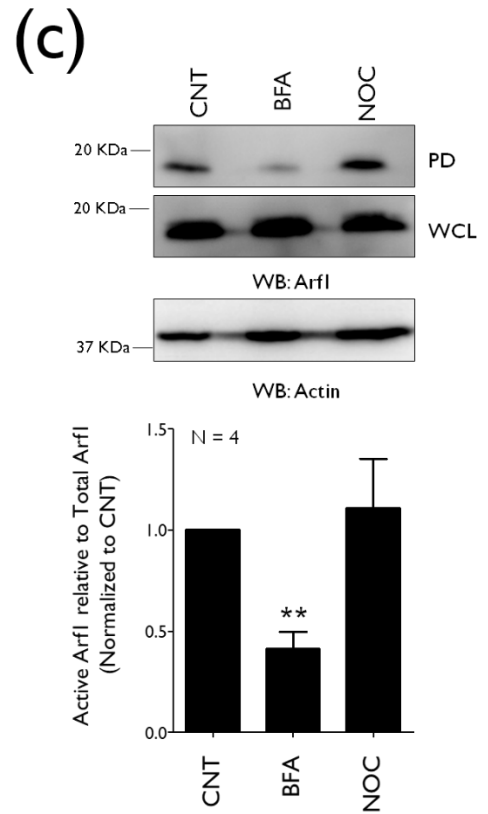 (c)
CNT BFA NOC
20 KDa PD
20 KDa WCL
WB: Arf1
37 KDa
WB: Actin
Active Arf1 relative to Total Arf1
(Normalized to CNT)
N = 4
1.5
1.0
**
0.5
0.0
CNT BFA NOC